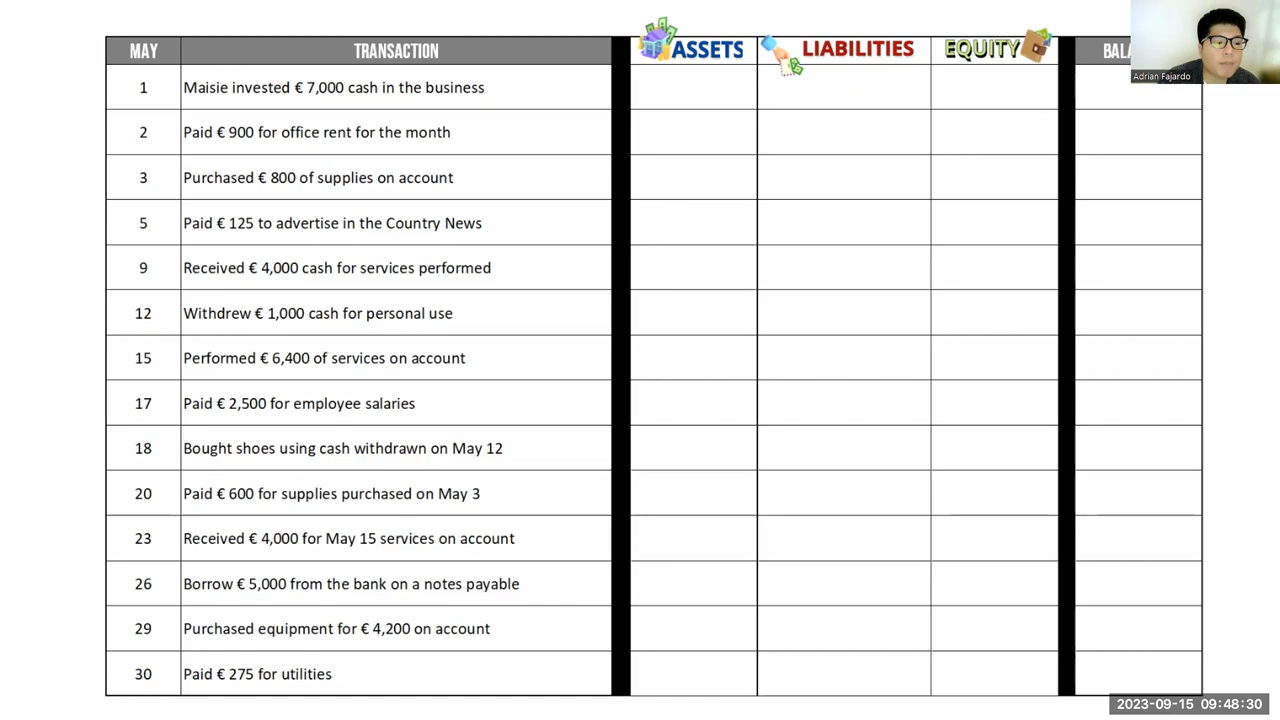 MAY TRANSACTION ASSETS LIABILITIES EQUITY
Adrian Fajardo
1 Maisie invested € 7,000 cash in the business
2 Paid € 900 for office rent for the month
3 Purchased € 800 of supplies on account
5 Paid € 125 to advertise in the Country News
9 Received € 4,000 cash for services performed
12 Withdrew € 1,000 cash for personal use
15 Performed € 6,400 of services on account
17 Paid € 2,500 for employee salaries
18 Bought shoes using cash withdrawn on May 12
20 Paid € 600 for supplies purchased on May 3
23 Received € 4,000 for May 15 services on account
26 Borrow € 5,000 from the bank on a notes payable
29 Purchased equipment for € 4,200 on account
30 Paid € 275 for utilities
2023-09-15 09:48:30